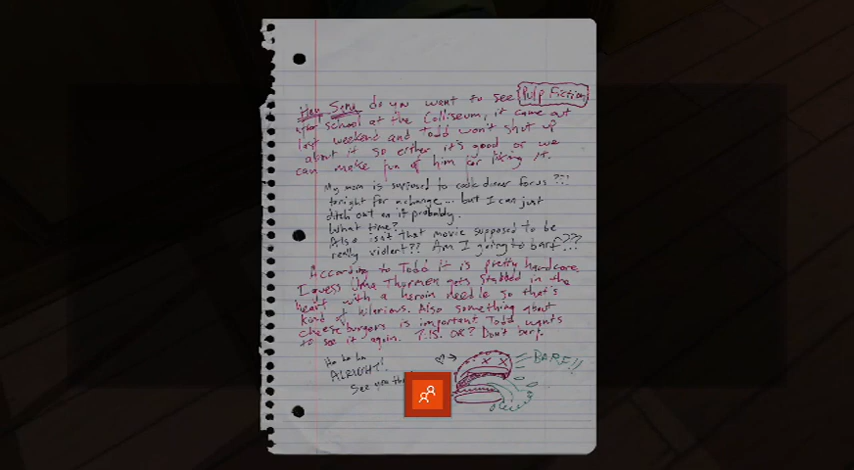 Hey Sam do you want to see Pulp Fiction
after school at the Colliseum, it came out
last weekend and Todd won't shut up
about it so either it's good or we
can make fun of him for liking it.
My mom is supposed to cook dinner for us ??!
tonight for a change... but I can just
ditch out on it probably.
What time?
Also isn't that movie supposed to be
really violent?? Am I going to barf..??
According to Todd it is pretty hardcore.
I guess Uma Thurman gets stabbed in the
heart with a heroin needle so that's
kind of hilarious. Also something about
cheeseburgers is important Todd wants
to see it again. 7:15. OK? Don't barf.
Ha ha ha
ALRIGHT!!
See you
BARF!!